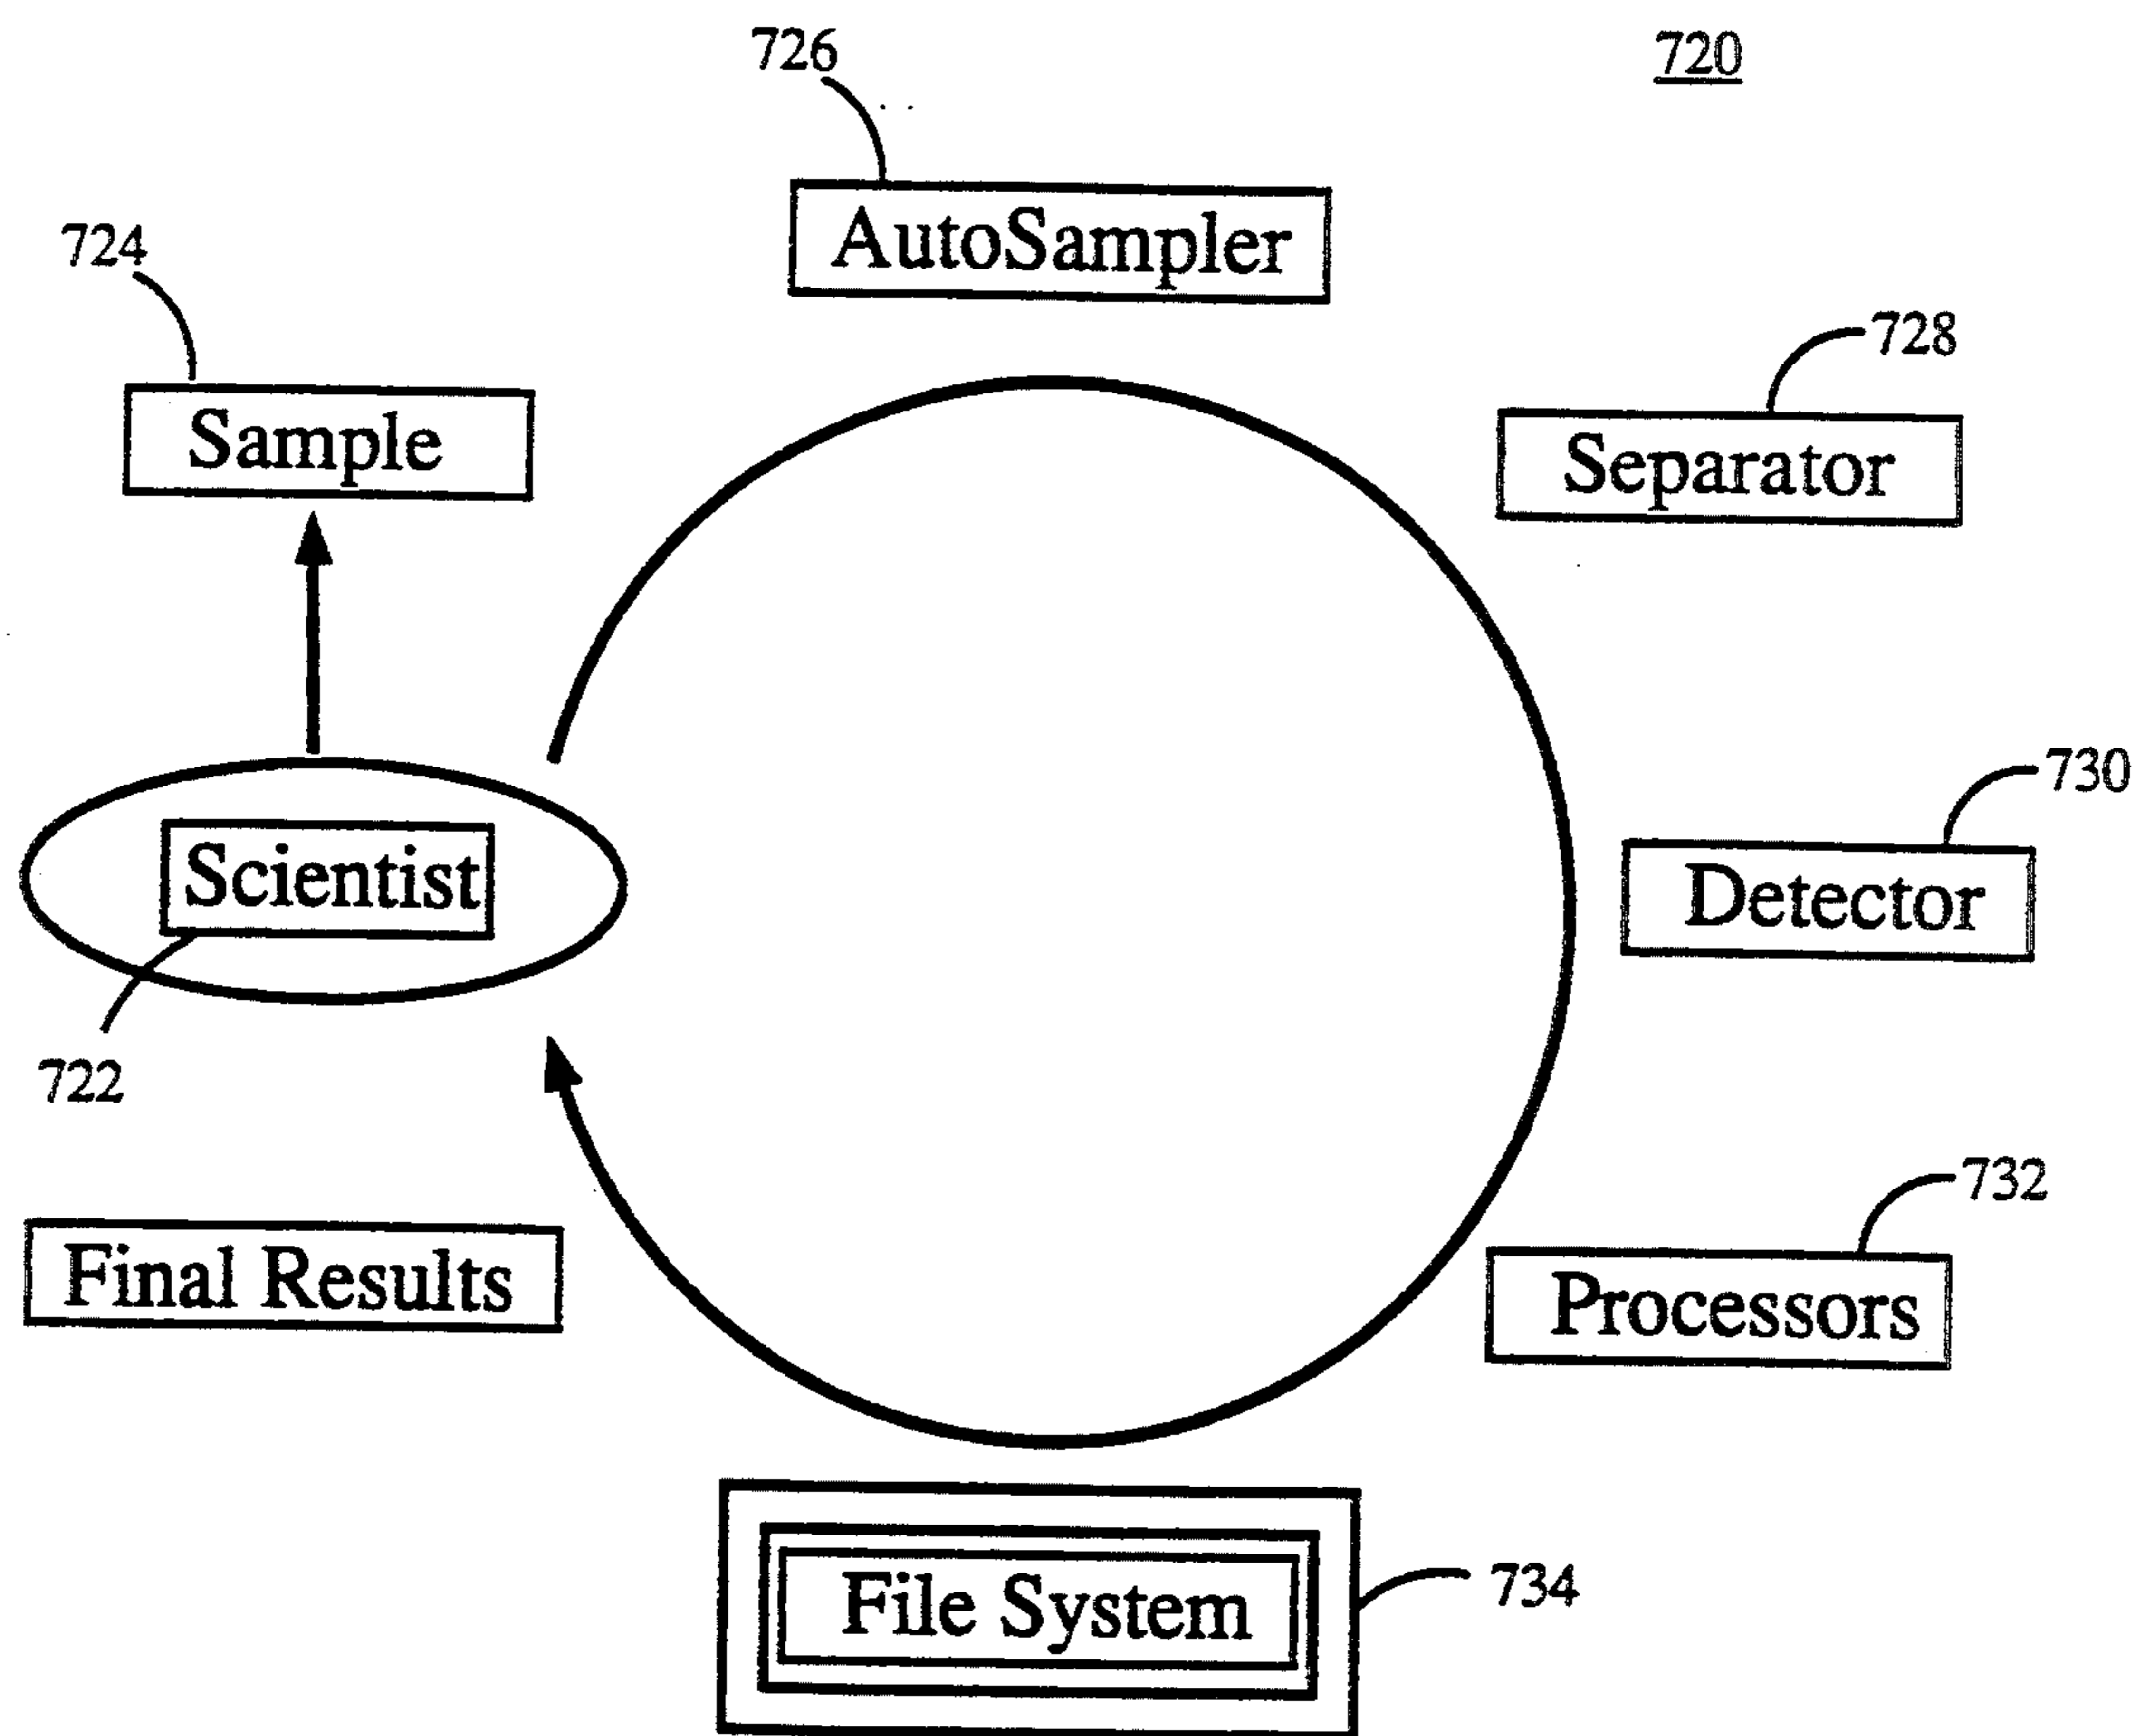 726
720
AutoSampler
724
728
Sample
Separator
730
Scientist
Detector
722
732
Final Results
Processors
File System
734